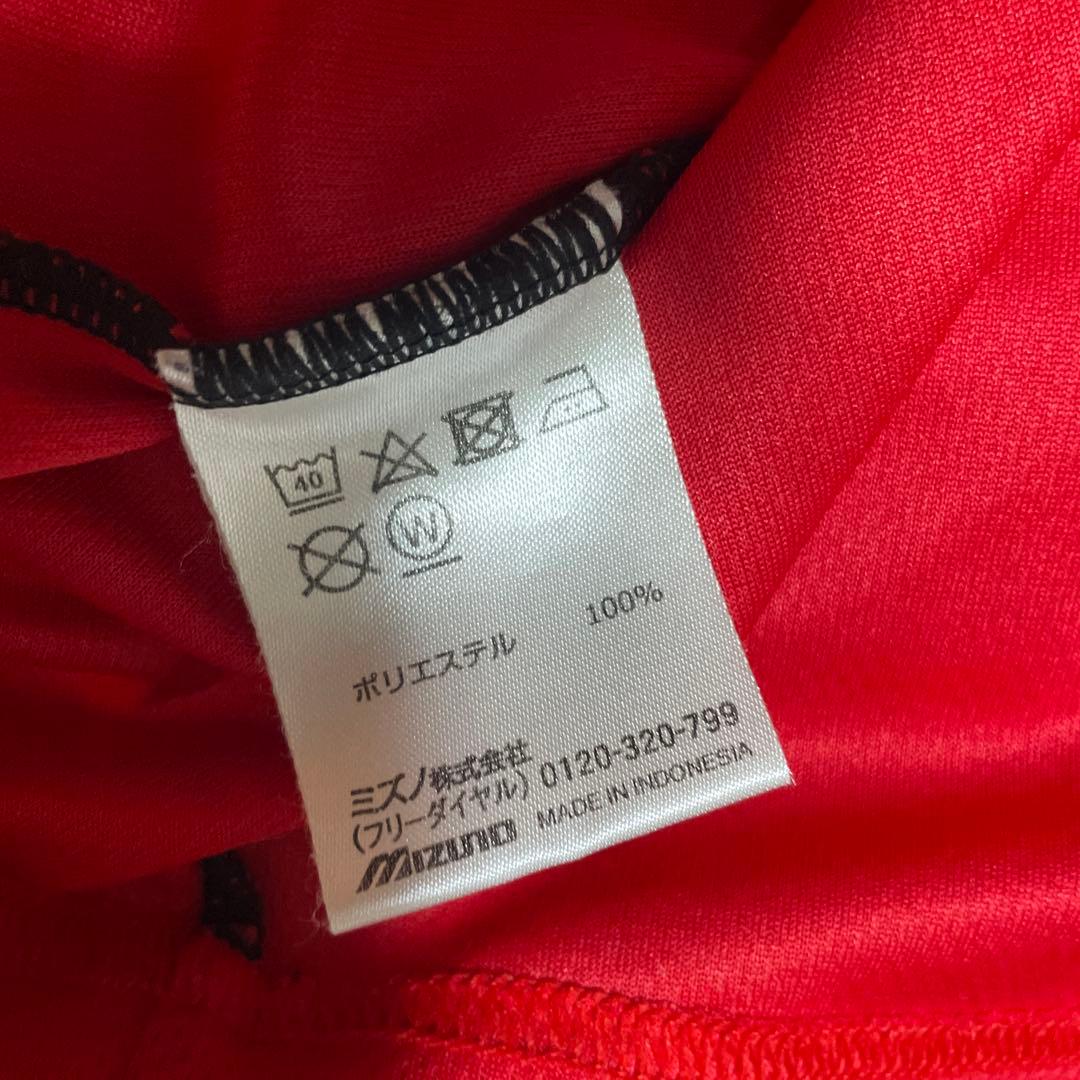 40
W
ポリエステル 100%
ミズノ株式会社
(フリーダイヤル) 0120-320-799
MIZUNO MADE IN INDONESIA